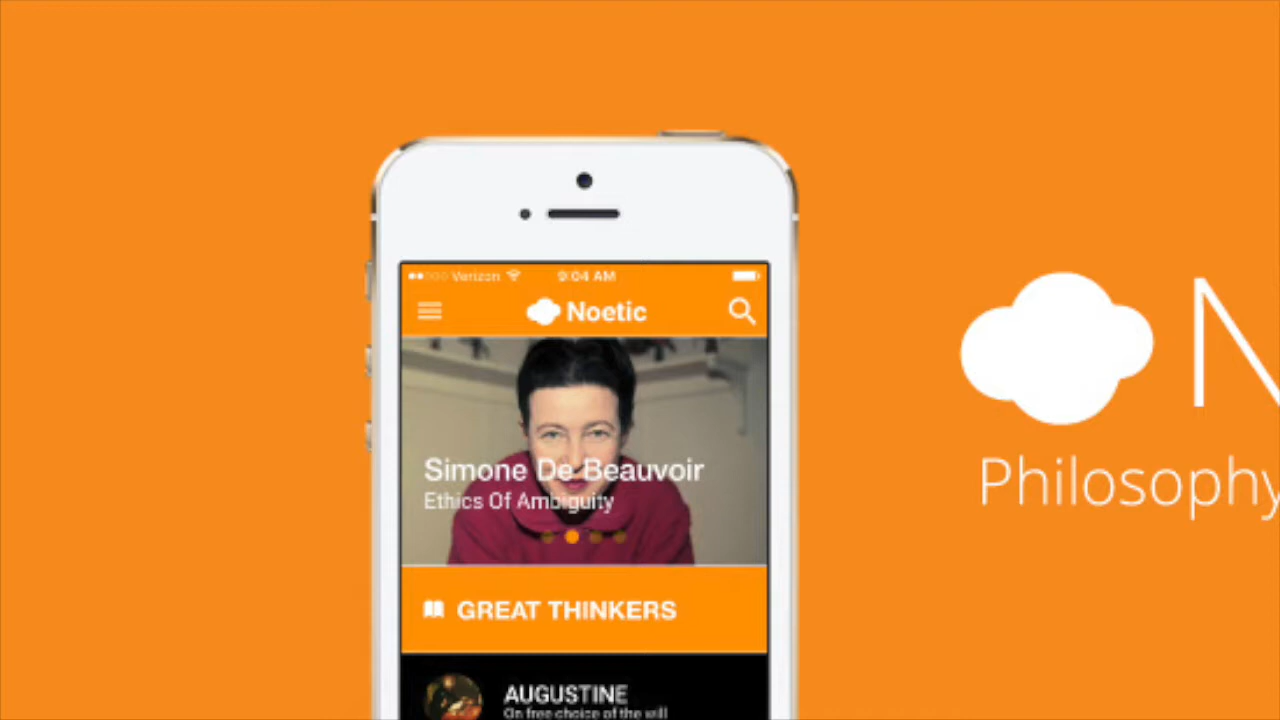 Verizon 9:04 AM
Noetic
Simone De Beauvoir
Ethics Of Ambiguity
GREAT THINKERS
AUGUSTINE
On free choice of the will
N
Philosophy